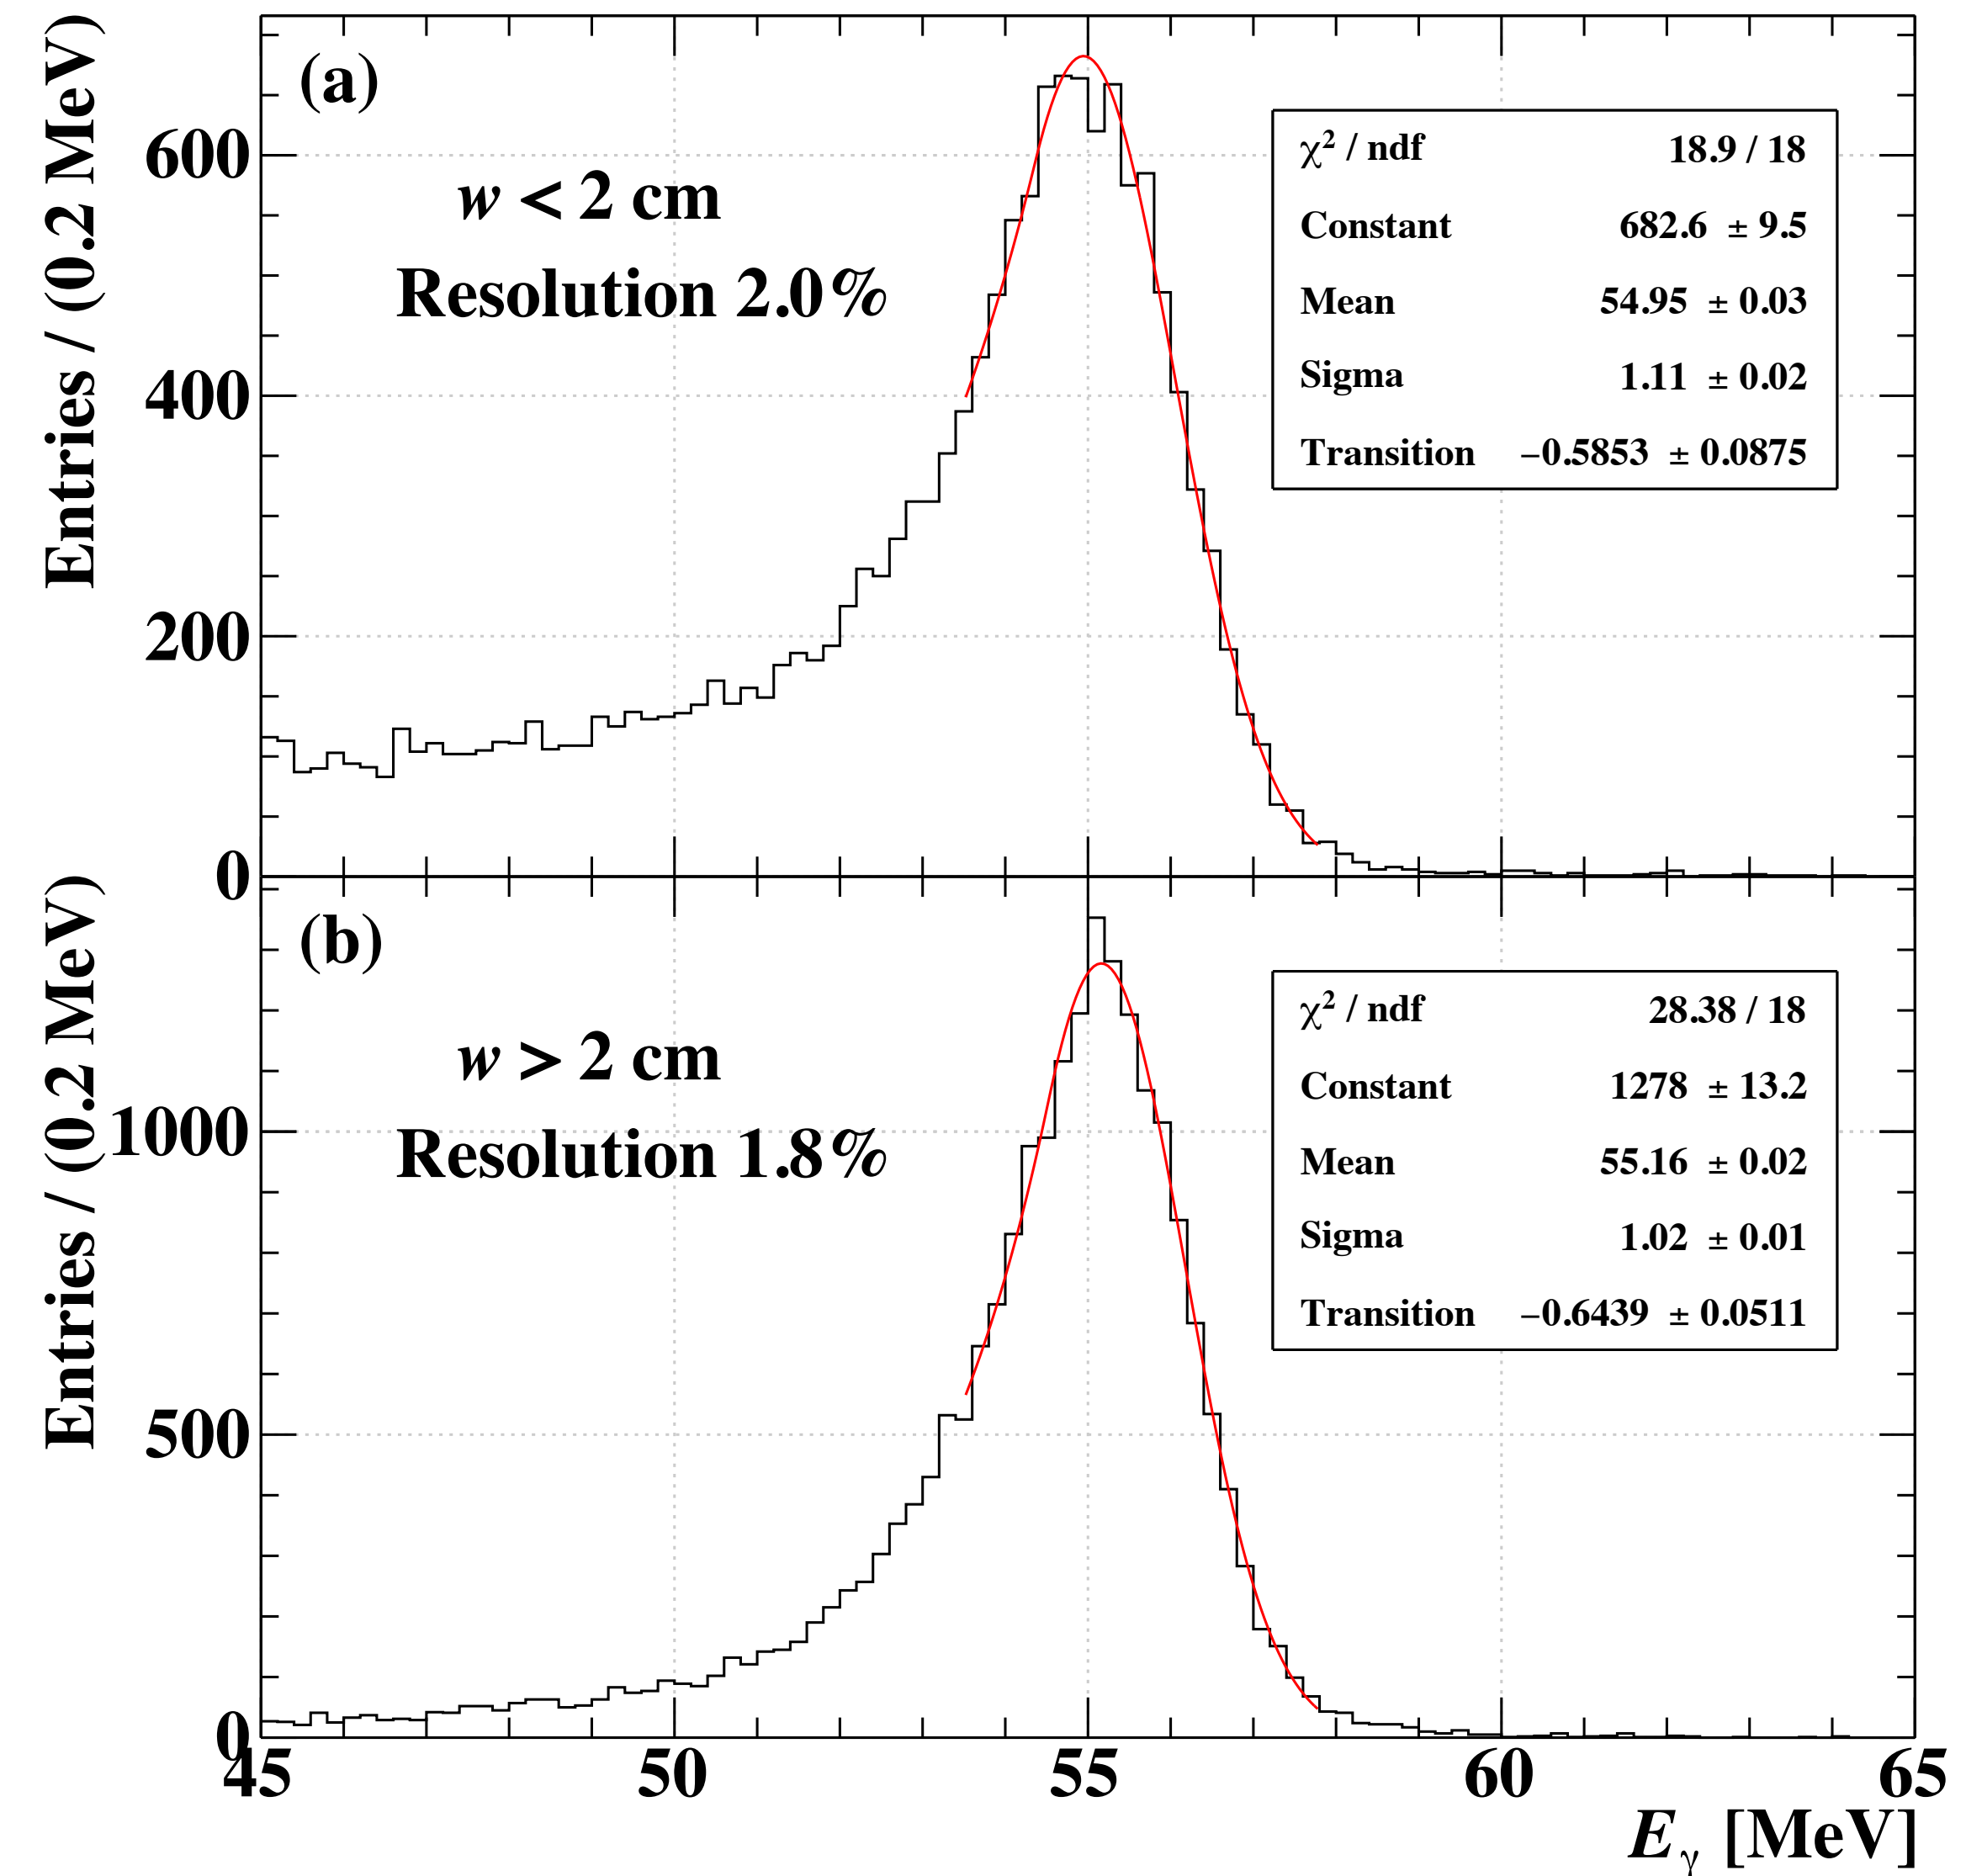 Entries / (0.2 MeV)
600
400
200
0
(a)
w < 2 cm
Resolution 2.0%
χ² / ndf 18.9 / 18
Constant 682.6 ± 9.5
Mean 54.95 ± 0.03
Sigma 1.11 ± 0.02
Transition −0.5853 ± 0.0875
Entries / (0.2 MeV)
1000
500
0
(b)
w > 2 cm
Resolution 1.8%
χ² / ndf 28.38 / 18
Constant 1278 ± 13.2
Mean 55.16 ± 0.02
Sigma 1.02 ± 0.01
Transition −0.6439 ± 0.0511
45 50 55 60 65
Eγ [MeV]